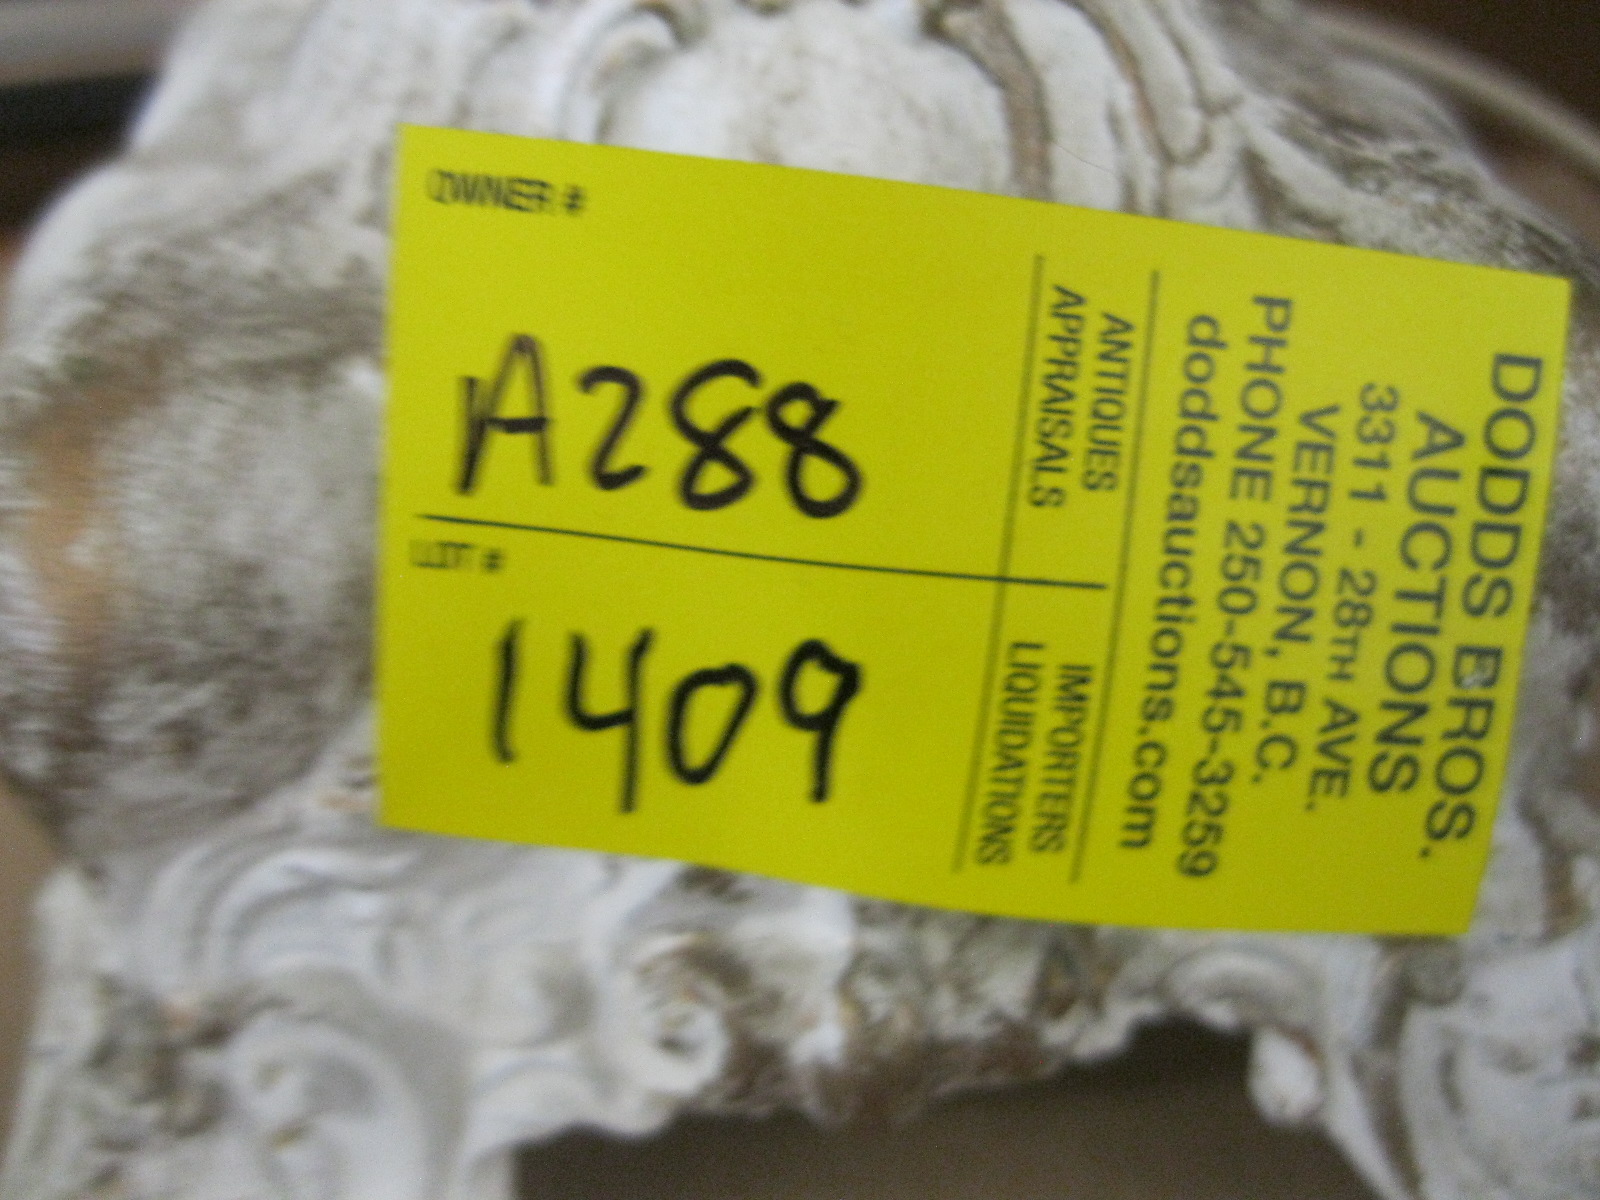 OWNER #
A288
LOT #
1409
DODDS BROS.
AUCTIONS
3311 - 28TH AVE.
VERNON, B.C.
PHONE 250-545-3259
doddsauctions.com
ANTIQUES
APPRAISALS
IMPORTERS
LIQUIDATIONS